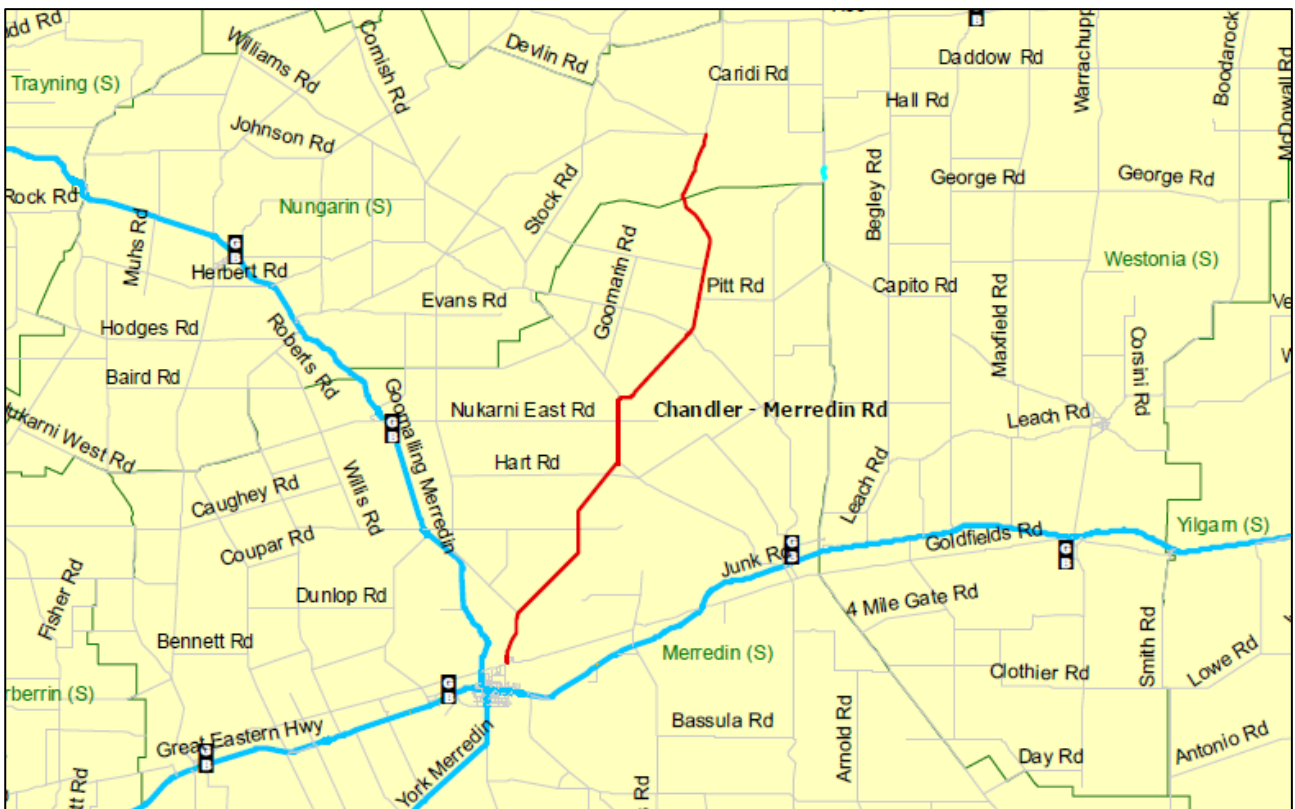 Williams Rd
Cornish Rd
Devlin Rd
Caridi Rd
Daddow Rd
Warrachupp
Boodarock
McDowall Rd
Trayning (S)
Johnson Rd
Hall Rd
Begley Rd
George Rd
George Rd
Rock Rd
Muhs Rd
Nungarin (S)
Stock Rd
Goomarin Rd
Herbert Rd
Evans Rd
Pitt Rd
Capito Rd
Westonia (S)
Maxfield Rd
Corsini Rd
Hodges Rd
Roberts Rd
Baird Rd
Goomalling Merredin
Nukarni East Rd
Chandler - Merredin Rd
Leach Rd
ukarni West Rd
Hart Rd
Willis Rd
Caughey Rd
Leach Rd
Coupar Rd
Junk Rd
Goldfields Rd
Yilgarn (S)
Fisher Rd
Dunlop Rd
4 Mile Gate Rd
Bennett Rd
Merredin (S)
Clothier Rd
Smith Rd
Lowe Rd
rberrin (S)
Great Eastern Hwy
York Merredin
Bassula Rd
Arnold Rd
Day Rd
Antonio Rd
tt Rd
s Rd